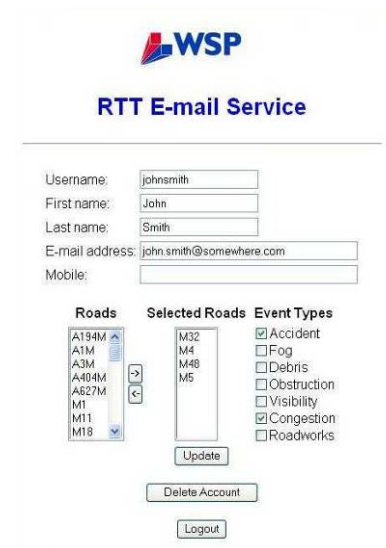 WSP
RTT E-mail Service
Username: johnsmith
First name: John
Last name: Smith
E-mail address: john.smith@somewhere.com
Mobile:
Roads
A194M
A1M
A3M
A404M
A627M
M1
M11
M18
->
<-
Selected Roads
M32
M4
M48
M5
Event Types
Accident
Fog
Debris
Obstruction
Visibility
Congestion
Roadworks
Update
Delete Account
Logout